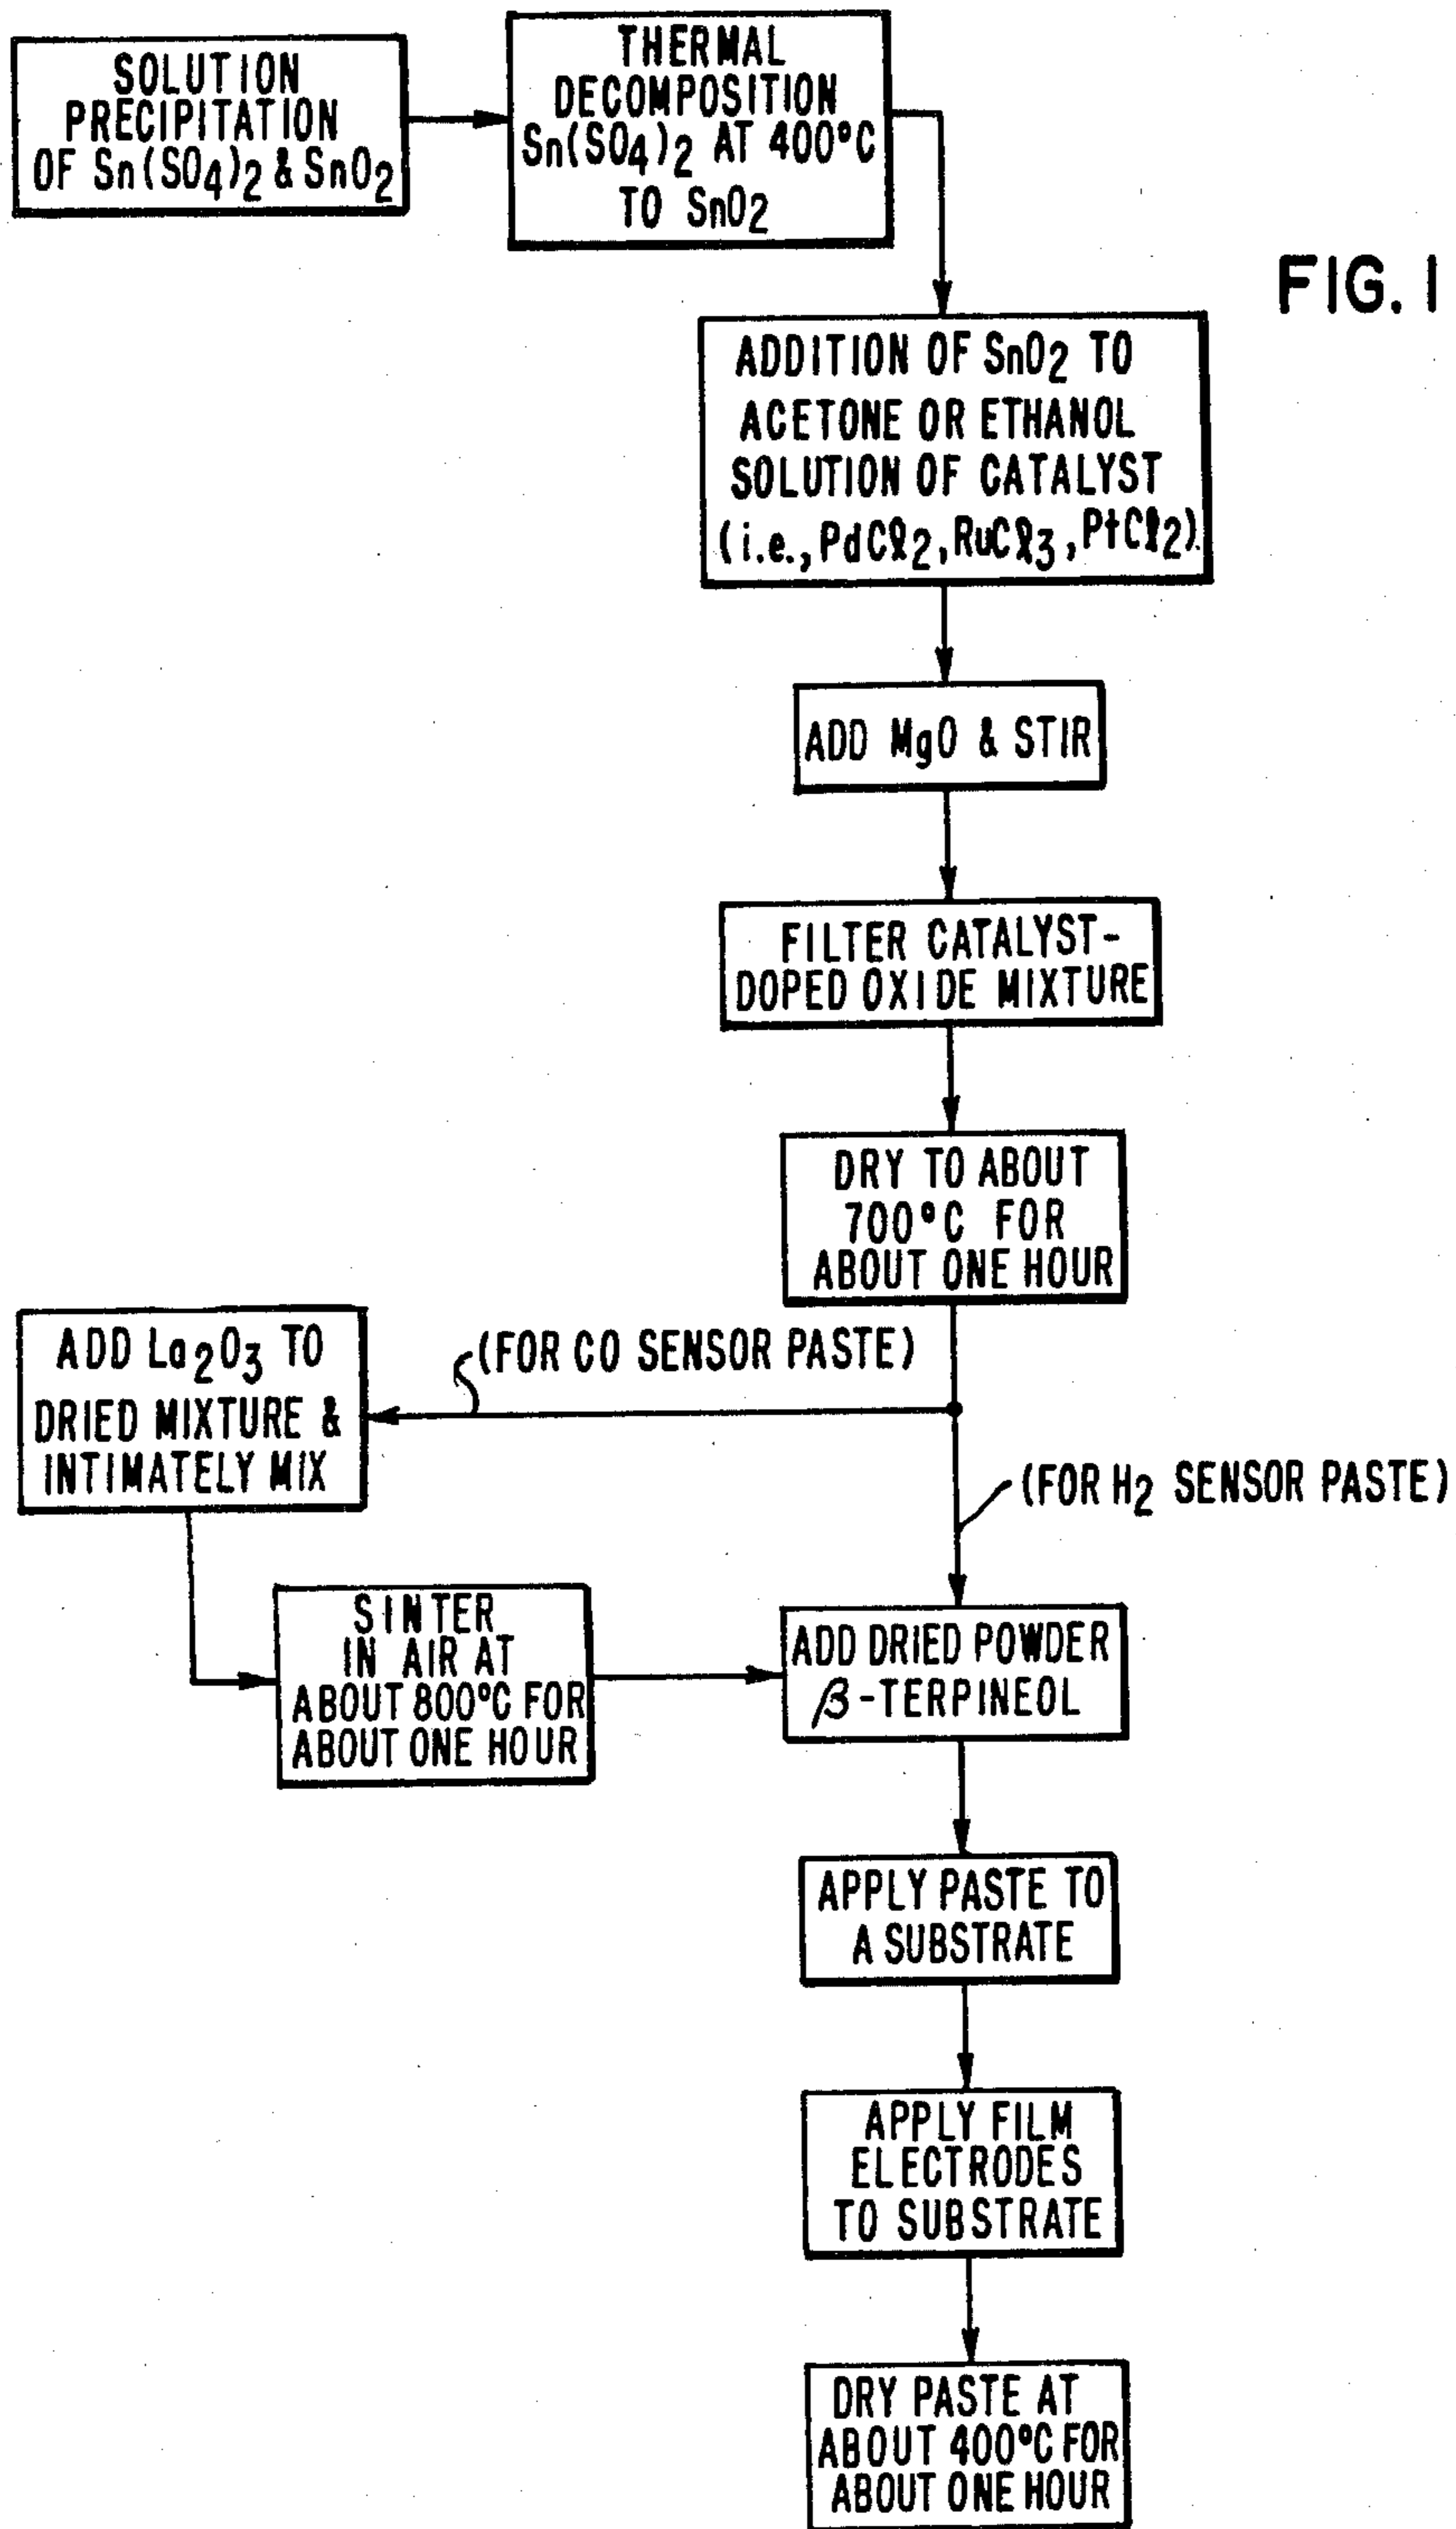 SOLUTION
PRECIPITATION
OF Sn(SO4)2 & SnO2
THERMAL
DECOMPOSITION
Sn(SO4)2 AT 400°C
TO SnO2
FIG. 1
ADDITION OF SnO2 TO
ACETONE OR ETHANOL
SOLUTION OF CATALYST
(i.e., PdCl2, RuCl3, PtCl2).
ADD MgO & STIR
FILTER CATALYST-
DOPED OXIDE MIXTURE
DRY TO ABOUT
700°C FOR
ABOUT ONE HOUR
(FOR CO SENSOR PASTE)
ADD La2O3 TO
DRIED MIXTURE &
INTIMATELY MIX
(FOR H2 SENSOR PASTE)
SINTER
IN AIR AT
ABOUT 800°C FOR
ABOUT ONE HOUR
ADD DRIED POWDER
β-TERPINEOL
APPLY PASTE TO
A SUBSTRATE
APPLY FILM
ELECTRODES
TO SUBSTRATE
DRY PASTE AT
ABOUT 400°C FOR
ABOUT ONE HOUR